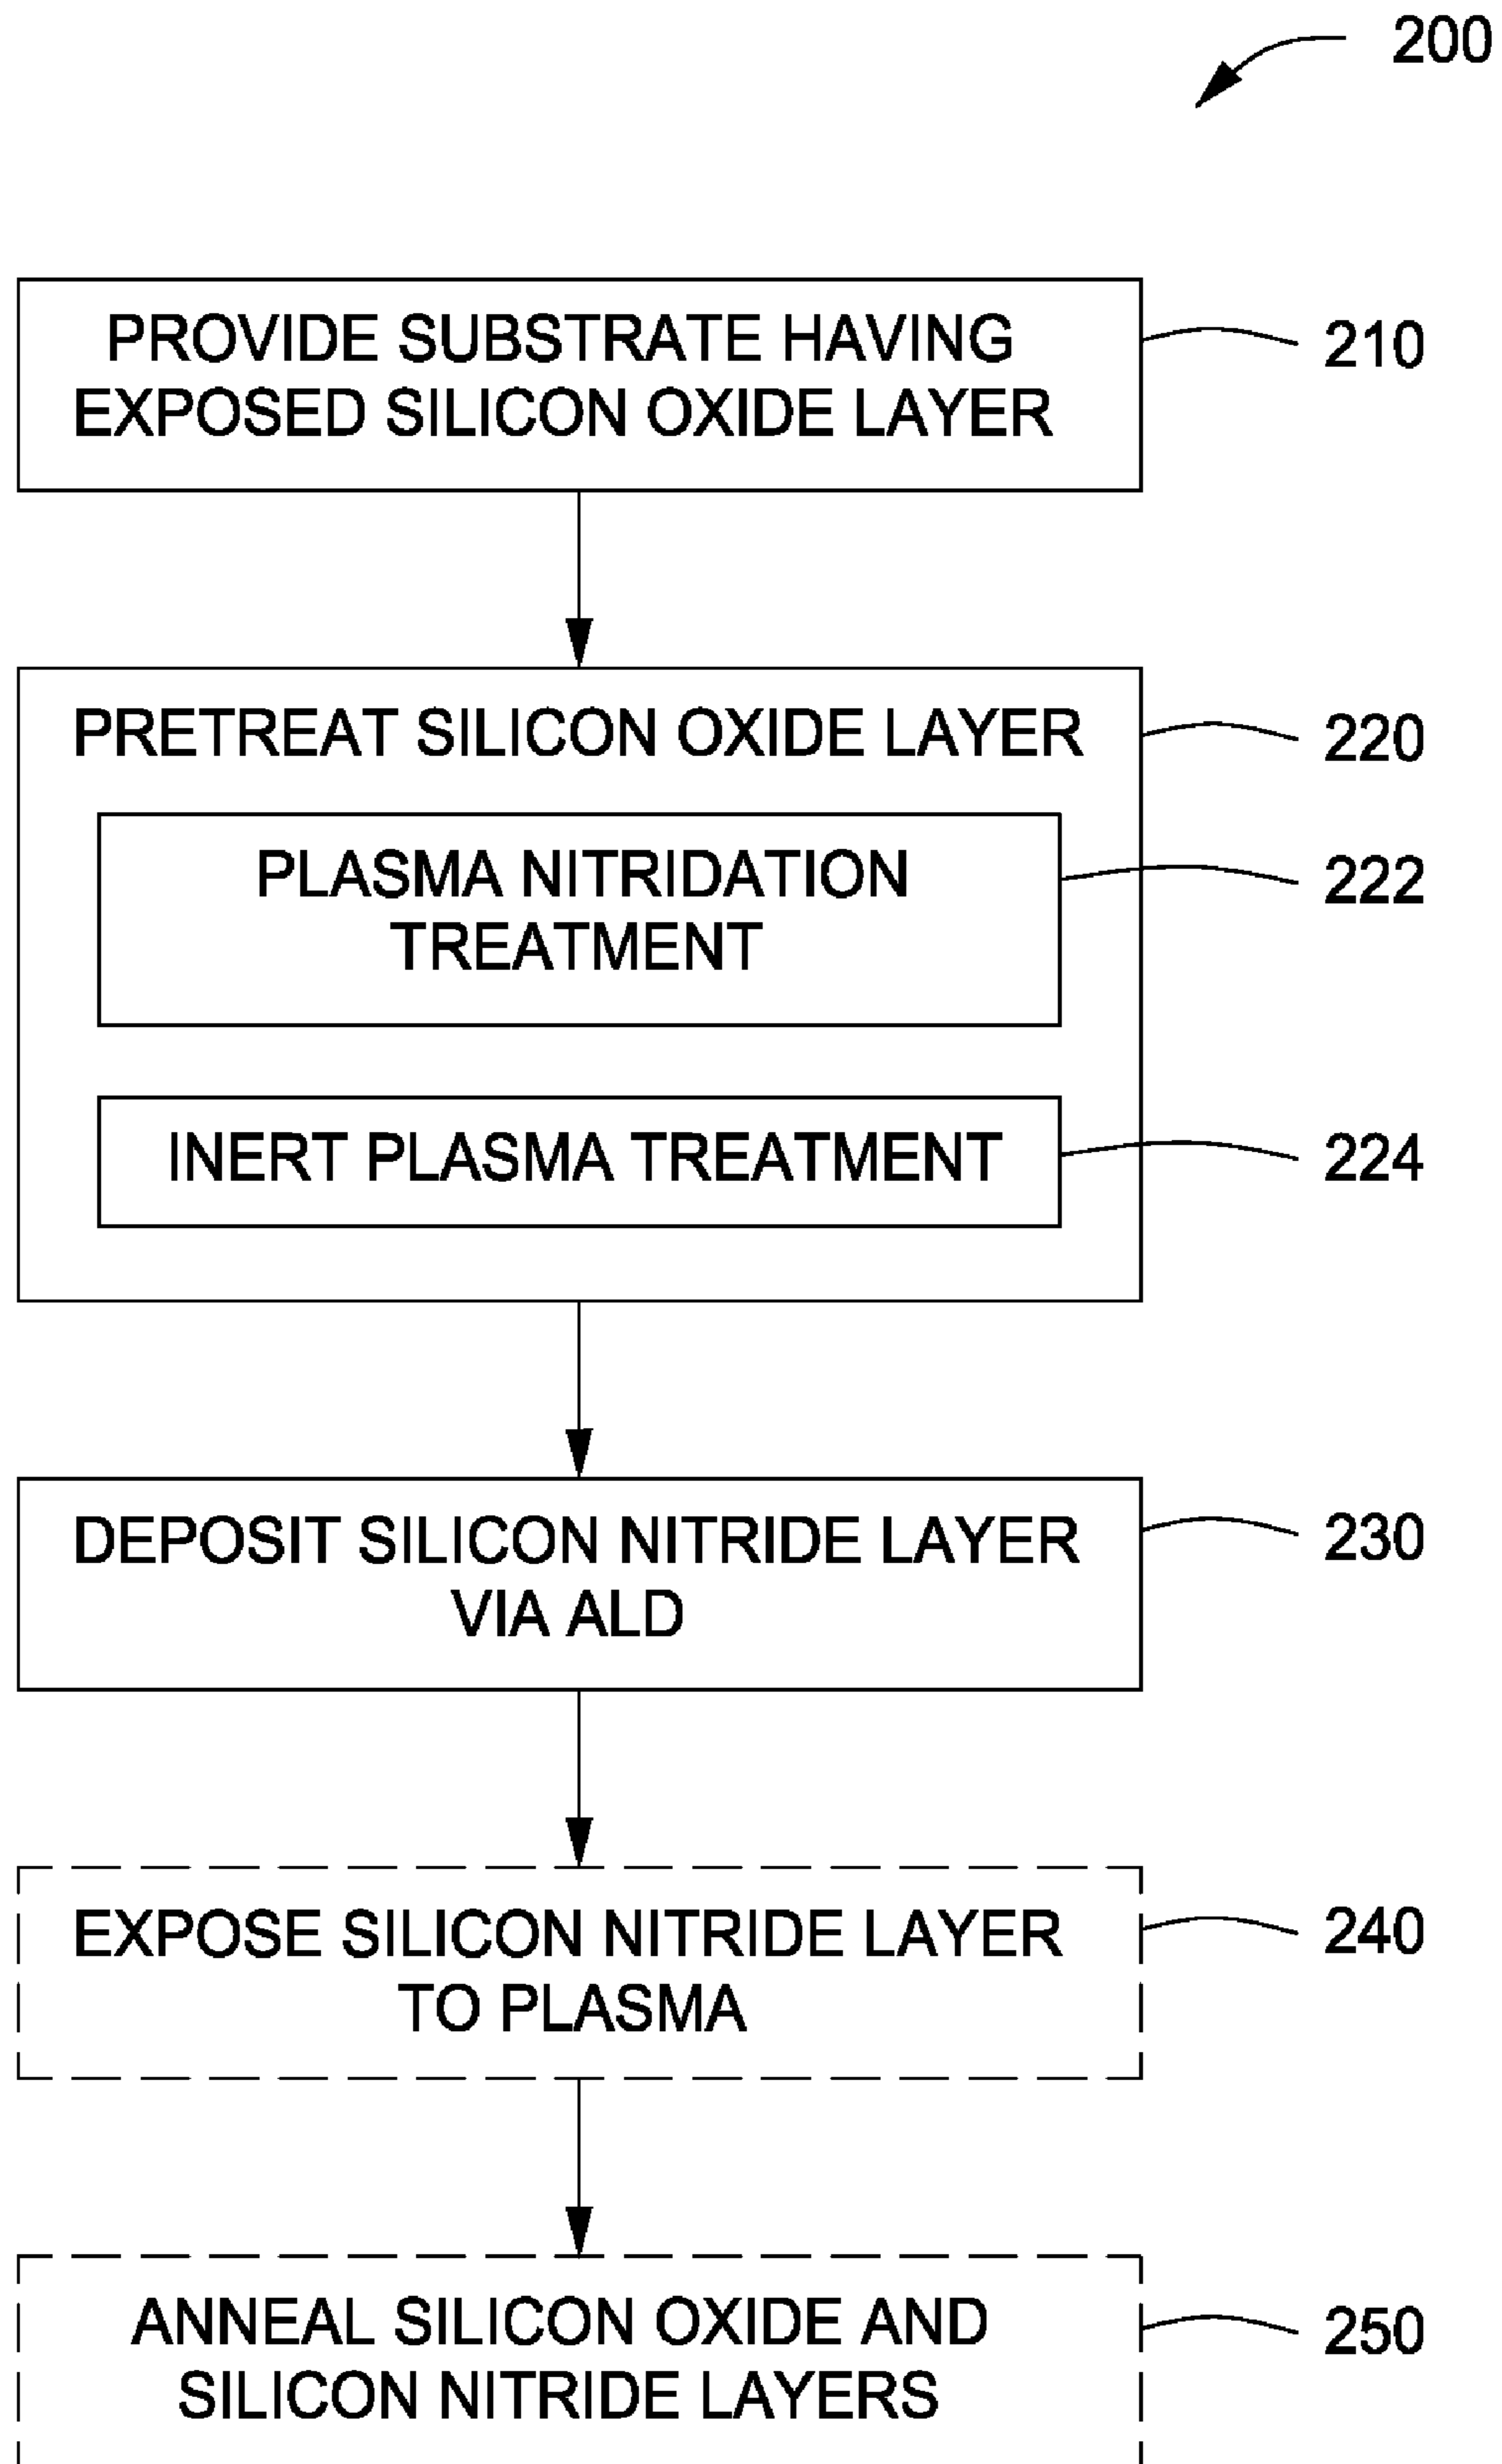 200
PROVIDE SUBSTRATE HAVING
EXPOSED SILICON OXIDE LAYER
210
PRETREAT SILICON OXIDE LAYER
220
PLASMA NITRIDATION
TREATMENT
222
INERT PLASMA TREATMENT
224
DEPOSIT SILICON NITRIDE LAYER
VIA ALD
230
EXPOSE SILICON NITRIDE LAYER
TO PLASMA
240
ANNEAL SILICON OXIDE AND
SILICON NITRIDE LAYERS
250